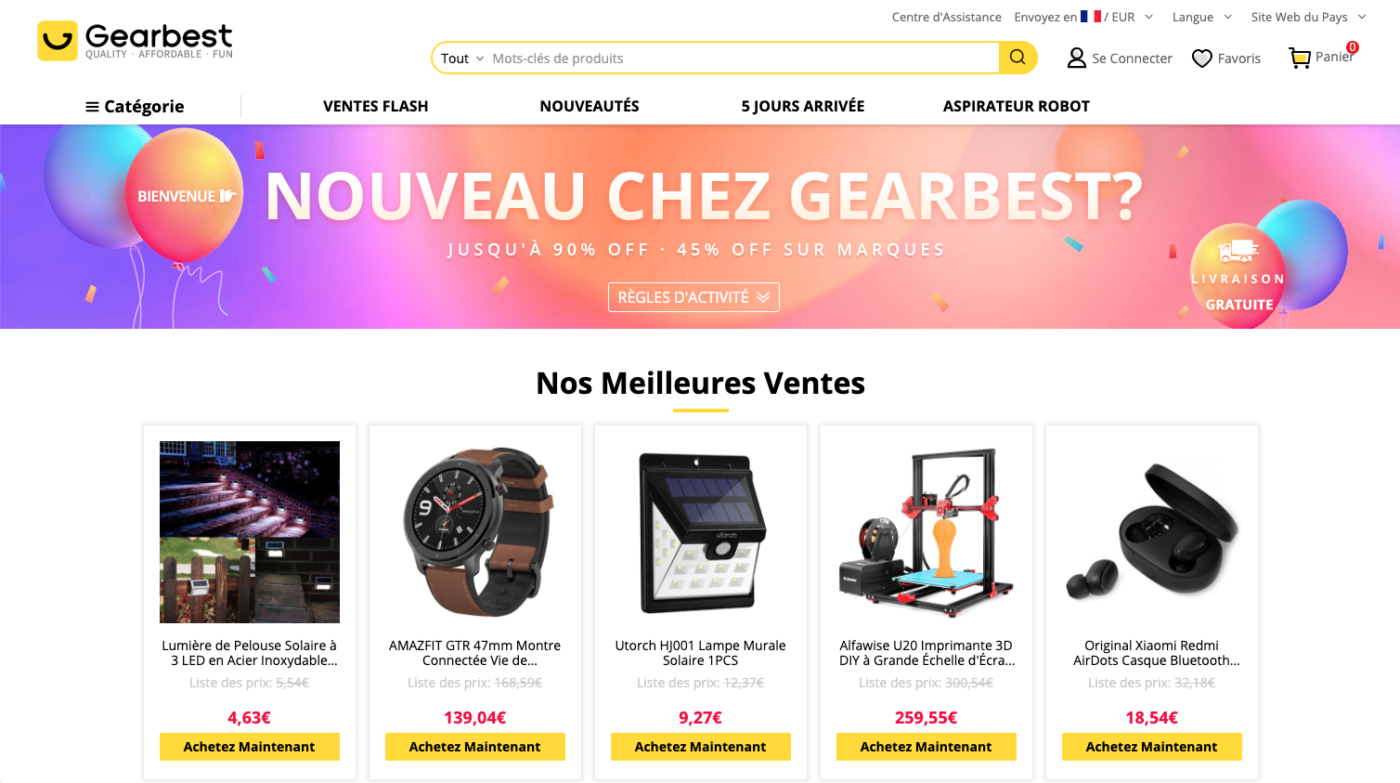 Centre d'Assistance Envoyez en / EUR Langue Site Web du Pays
Gearbest
QUALITY · AFFORDABLE · FUN
Tout Mots-clés de produits
Se Connecter Favoris Panier 0
Catégorie VENTES FLASH NOUVEAUTÉS 5 JOURS ARRIVÉE ASPIRATEUR ROBOT
BIENVENUE
NOUVEAU CHEZ GEARBEST?
JUSQU'À 90% OFF · 45% OFF SUR MARQUES
RÈGLES D'ACTIVITÉ
LIVRAISON
GRATUITE
Nos Meilleures Ventes
9
AMAZFIT
utorch
Lumière de Pelouse Solaire à
3 LED en Acier Inoxydable...
Liste des prix: 5,54€
4,63€
Achetez Maintenant
AMAZFIT GTR 47mm Montre
Connectée Vie de...
Liste des prix: 168,59€
139,04€
Achetez Maintenant
Utorch HJ001 Lampe Murale
Solaire 1PCS
Liste des prix: 12,37€
9,27€
Achetez Maintenant
Alfawise U20 Imprimante 3D
DIY à Grande Échelle d'Écra...
Liste des prix: 300,54€
259,55€
Achetez Maintenant
Original Xiaomi Redmi
AirDots Casque Bluetooth...
Liste des prix: 32,18€
18,54€
Achetez Maintenant